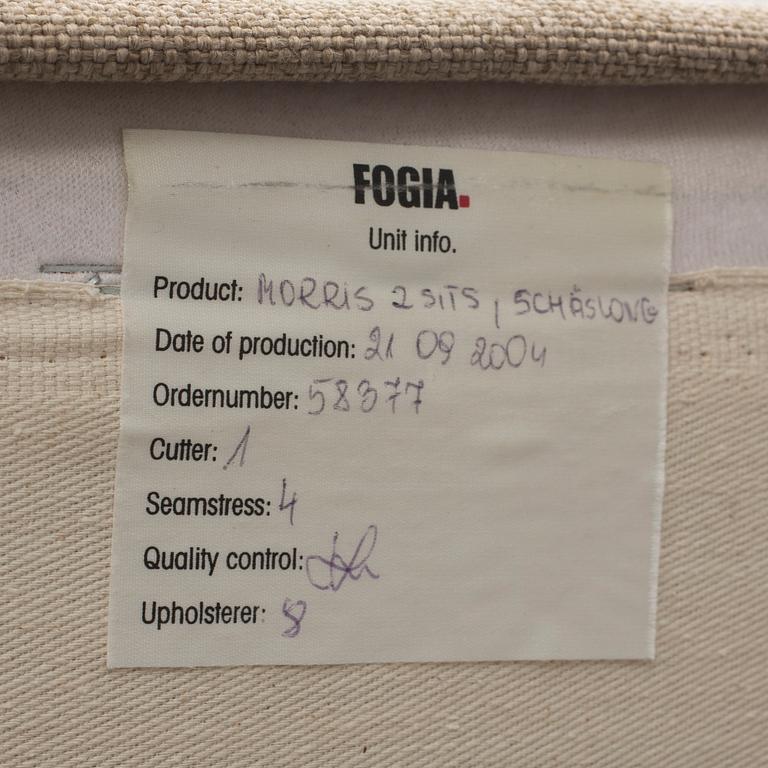 FOGIA.
Unit info.
Product: MORRIS 2 SITS, SCHÄSLONG
Date of production: 21 09 2004
Ordernumber: 58377
Cutter: 1
Seamstress: 4
Quality control:
Upholsterer: 8